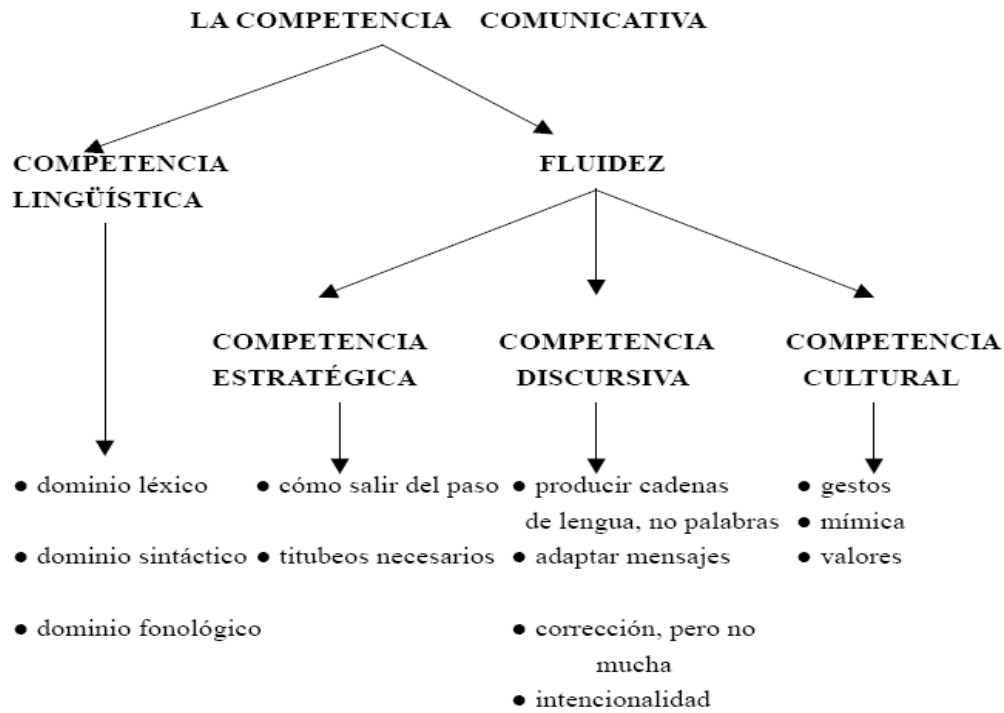 LA COMPETENCIA COMUNICATIVA
COMPETENCIA
LINGÜÍSTICA
FLUIDEZ
COMPETENCIA
ESTRATÉGICA
COMPETENCIA
DISCURSIVA
COMPETENCIA
CULTURAL
● dominio léxico
● dominio sintáctico
● dominio fonológico
● cómo salir del paso
● titubeos necesarios
● producir cadenas
de lengua, no palabras
● adaptar mensajes
● corrección, pero no
mucha
● intencionalidad
● gestos
● mímica
● valores